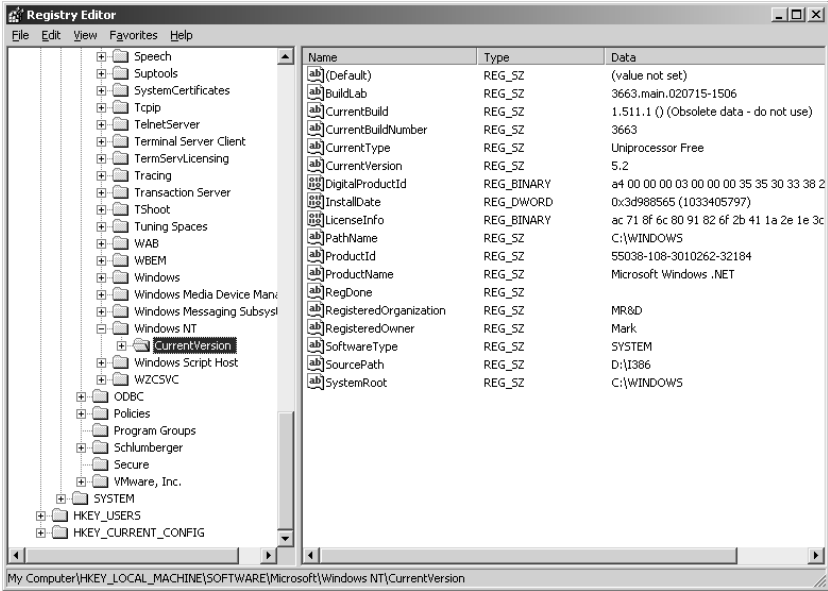 Registry Editor
File Edit View Favorites Help
Speech
Suptools
SystemCertificates
Tcpip
TelnetServer
Terminal Server Client
TermServLicensing
Tracing
Transaction Server
TShoot
Tuning Spaces
WAB
WBEM
Windows
Windows Media Device Mana
Windows Messaging Subsyst
Windows NT
CurrentVersion
Windows Script Host
WZCSVC
ODBC
Policies
Program Groups
Schlumberger
Secure
VMware, Inc.
SYSTEM
HKEY_USERS
HKEY_CURRENT_CONFIG
Name Type Data
(Default) REG_SZ (value not set)
BuildLab REG_SZ 3663.main.020715-1506
CurrentBuild REG_SZ 1.511.1 () (Obsolete data - do not use)
CurrentBuildNumber REG_SZ 3663
CurrentType REG_SZ Uniprocessor Free
CurrentVersion REG_SZ 5.2
DigitalProductId REG_BINARY a4 00 00 00 03 00 00 00 35 35 30 33 38 2
InstallDate REG_DWORD 0x3d988565 (1033405797)
LicenseInfo REG_BINARY ac 71 8f 6c 80 91 82 6f 2b 41 1a 2e 1e 3c
PathName REG_SZ C:\WINDOWS
ProductId REG_SZ 55038-108-3010262-32184
ProductName REG_SZ Microsoft Windows .NET
RegDone REG_SZ
RegisteredOrganization REG_SZ MR&D
RegisteredOwner REG_SZ Mark
SoftwareType REG_SZ SYSTEM
SourcePath REG_SZ D:\I386
SystemRoot REG_SZ C:\WINDOWS
My Computer\HKEY_LOCAL_MACHINE\SOFTWARE\Microsoft\Windows NT\CurrentVersion